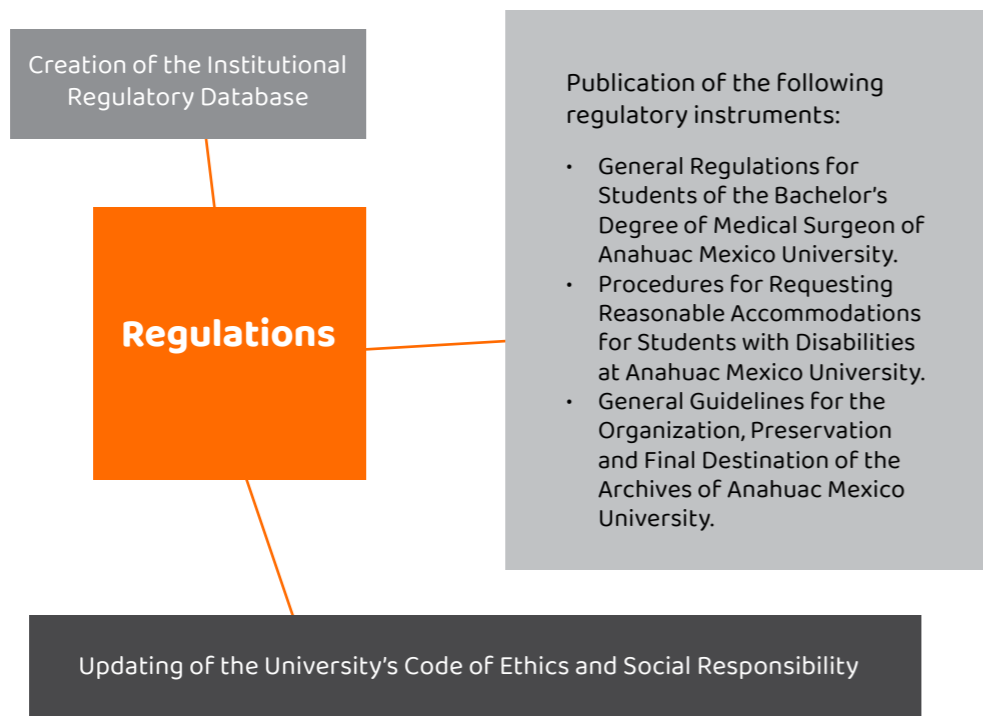 Creation of the Institutional
Regulatory Database
Regulations
Publication of the following
regulatory instruments:
• General Regulations for
Students of the Bachelor's
Degree of Medical Surgeon of
Anahuac Mexico University.
• Procedures for Requesting
Reasonable Accommodations
for Students with Disabilities
at Anahuac Mexico University.
• General Guidelines for the
Organization, Preservation
and Final Destination of the
Archives of Anahuac Mexico
University.
Updating of the University's Code of Ethics and Social Responsibility